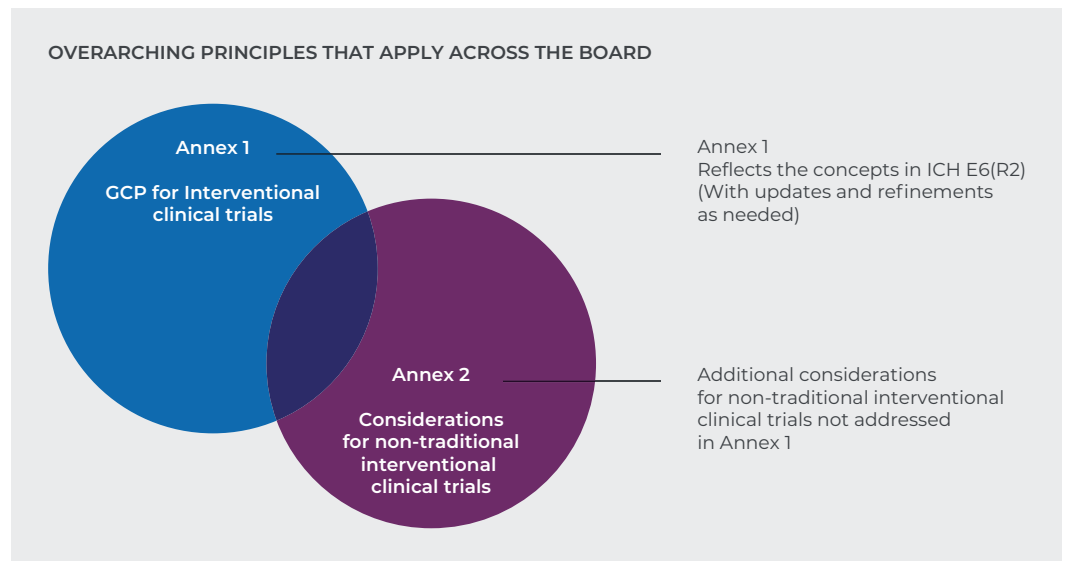 OVERARCHING PRINCIPLES THAT APPLY ACROSS THE BOARD
Annex 1
GCP for Interventional
clinical trials
Annex 1
Reflects the concepts in ICH E6(R2)
(With updates and refinements
as needed)
Annex 2
Considerations
for non-traditional
interventional
clinical trials
Additional considerations
for non-traditional interventional
clinical trials not addressed
in Annex 1